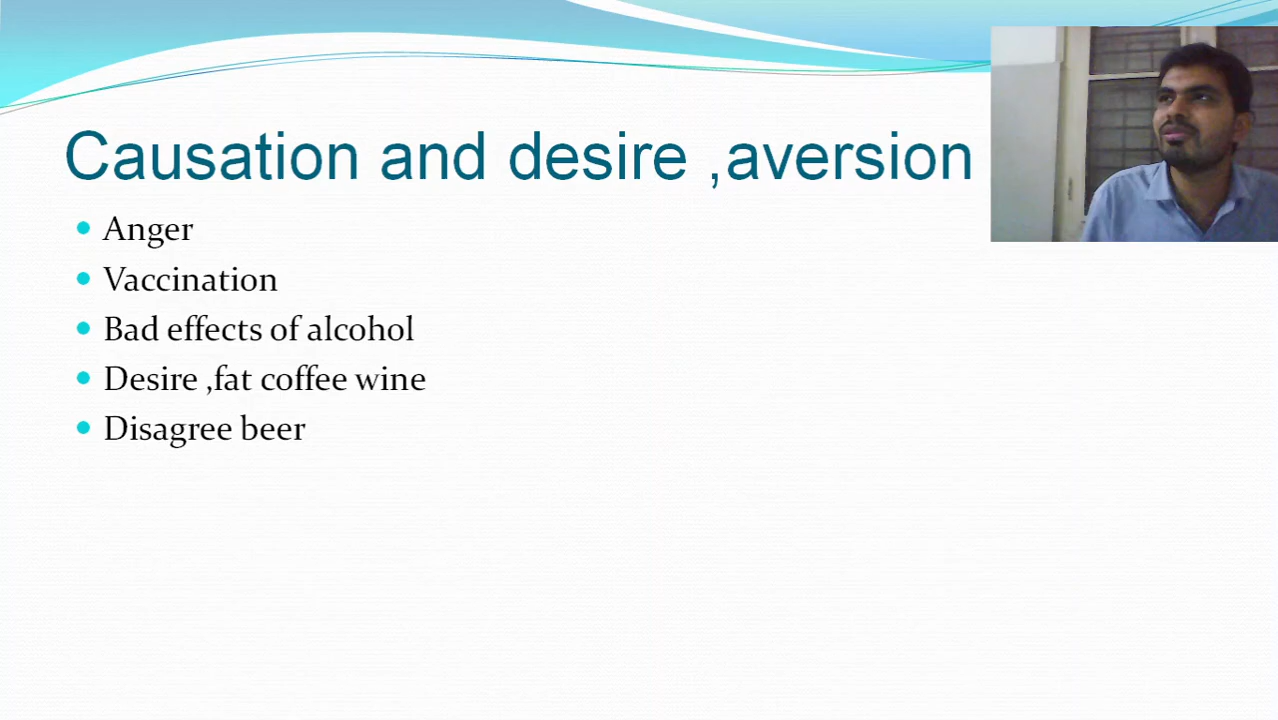 Causation and desire ,aversion
Anger
Vaccination
Bad effects of alcohol
Desire ,fat coffee wine
Disagree beer